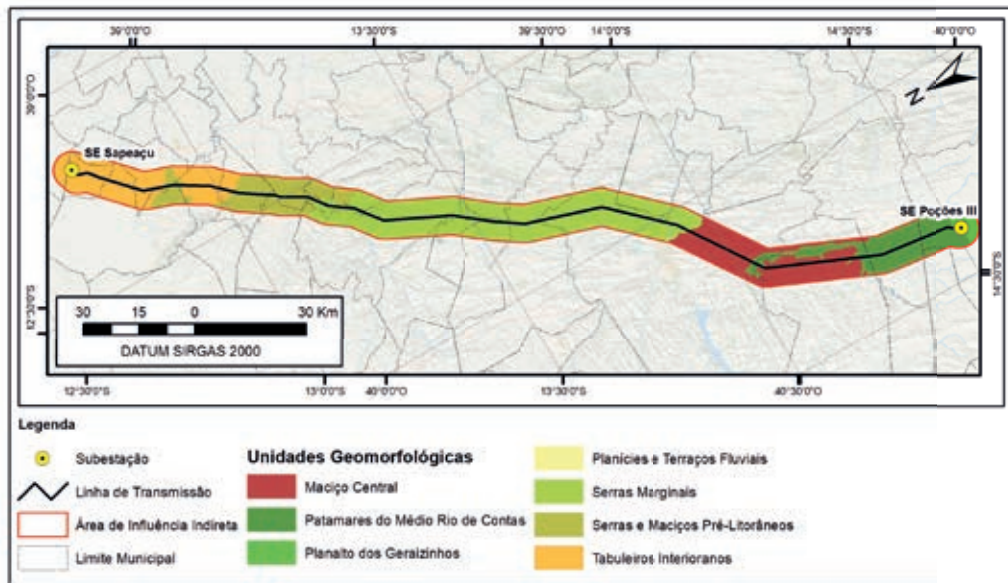 39°0'0"O
13°30'0"S
39°30'0"O
14°0'0"S
14°30'0"S
40°0'0"O
39°0'0"O
N
SE Sapeaçu
SE Poções III
14°30'0"S
12°30'0"S
30 15 0 30 Km
DATUM SIRGAS 2000
12°30'0"S
13°0'0"S
40°0'0"O
13°30'0"S
40°30'0"O
Legenda
Subestação
Linha de Transmissão
Área de Influência Indireta
Limite Municipal
Unidades Geomorfológicas
Maciço Central
Patamares do Médio Rio de Contas
Planalto dos Geraizinhos
Planícies e Terraços Fluviais
Serras Marginais
Serras e Maciços Pré-Litorâneos
Tabuleiros Interioranos